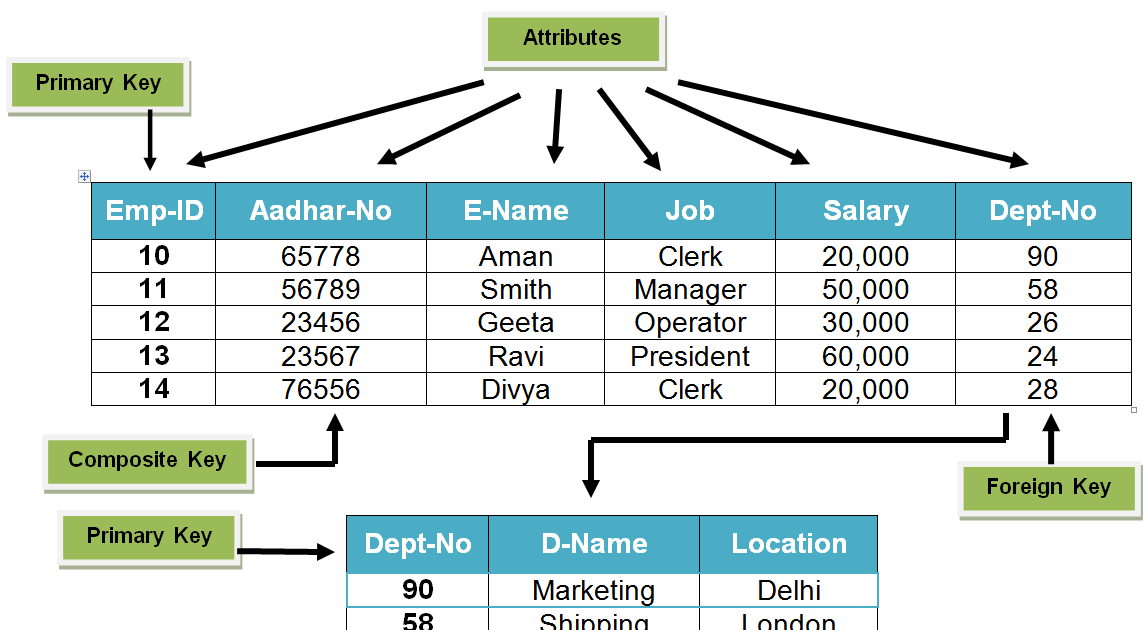 Attributes
Primary Key
Emp-ID Aadhar-No E-Name Job Salary Dept-No
10 65778 Aman Clerk 20,000 90
11 56789 Smith Manager 50,000 58
12 23456 Geeta Operator 30,000 26
13 23567 Ravi President 60,000 24
14 76556 Divya Clerk 20,000 28
Composite Key
Foreign Key
Primary Key
Dept-No D-Name Location
90 Marketing Delhi
58 Shipping London